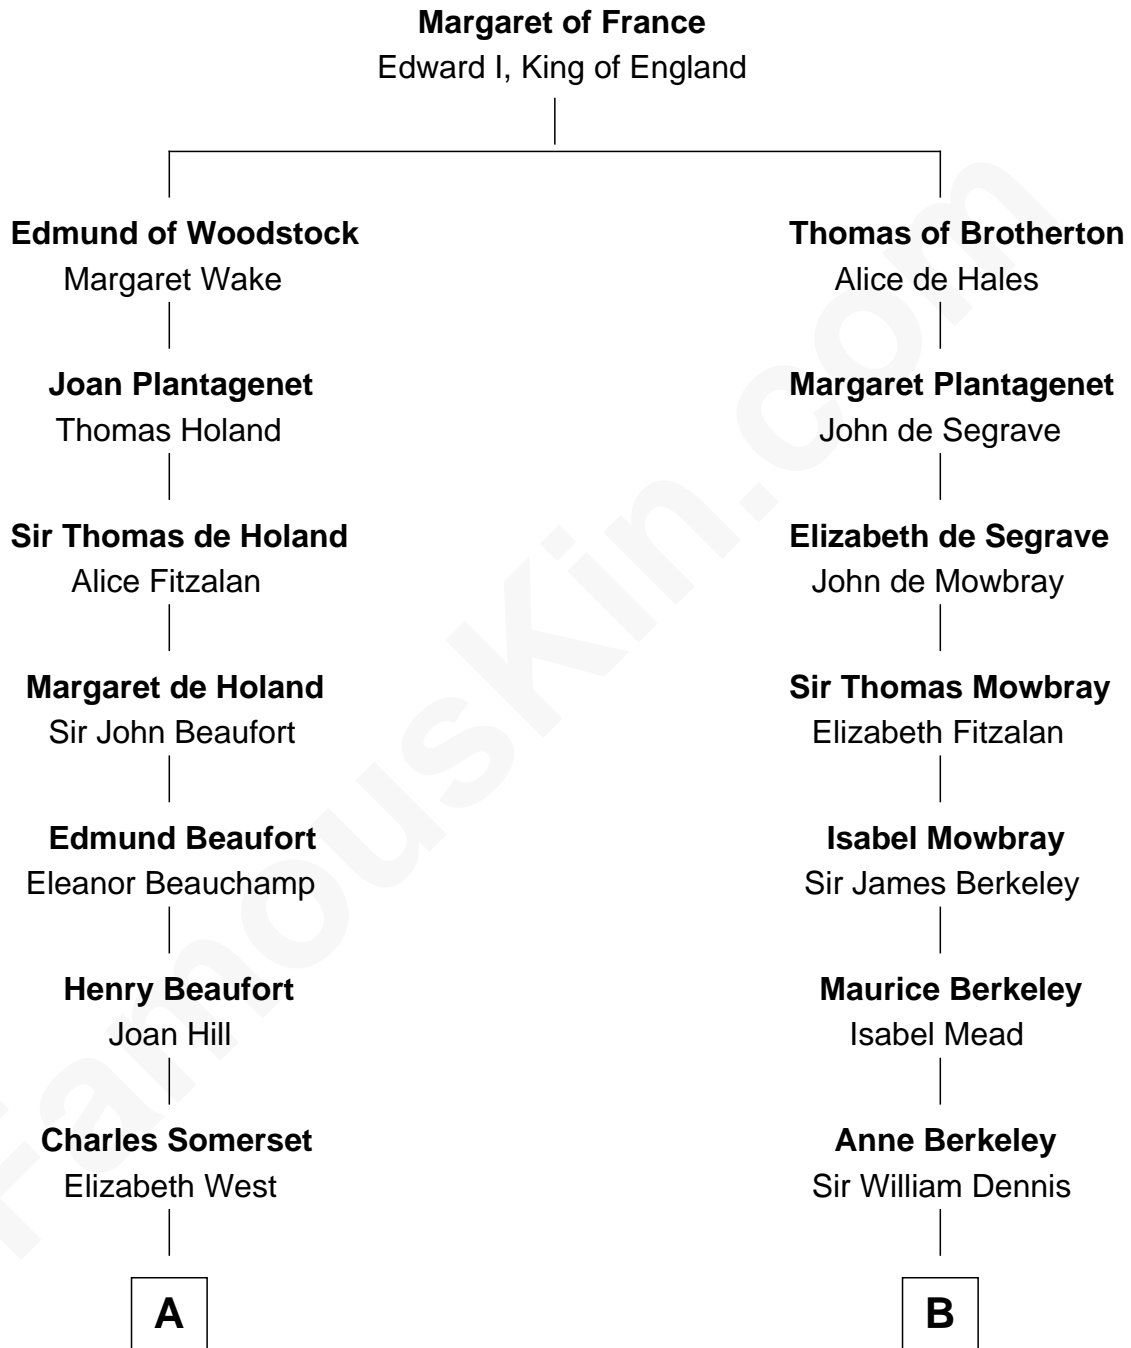 Margaret of France
Edward I, King of England
Edmund of Woodstock
Margaret Wake
Thomas of Brotherton
Alice de Hales
Joan Plantagenet
Thomas Holand
Margaret Plantagenet
John de Segrave
Sir Thomas de Holand
Alice Fitzalan
Elizabeth de Segrave
John de Mowbray
Margaret de Holand
Sir John Beaufort
Sir Thomas Mowbray
Elizabeth Fitzalan
Edmund Beaufort
Eleanor Beauchamp
Isabel Mowbray
Sir James Berkeley
Henry Beaufort
Joan Hill
Maurice Berkeley
Isabel Mead
Charles Somerset
Elizabeth West
Anne Berkeley
Sir William Dennis
A
B
FamousKin.com